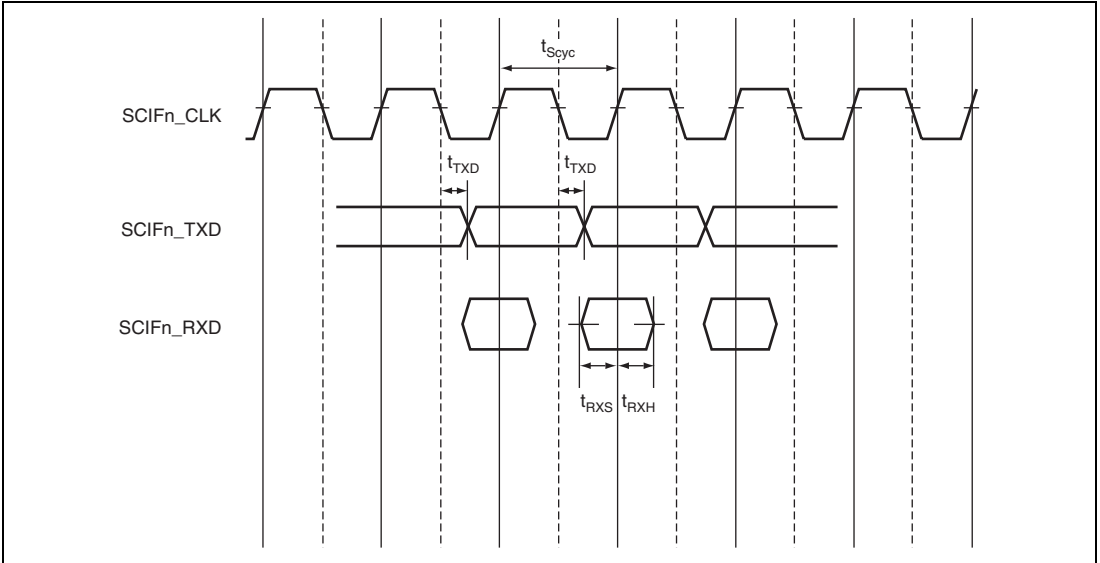 tScyc
SCIFn_CLK
tTXD tTXD
SCIFn_TXD
SCIFn_RXD
tRXS tRXH